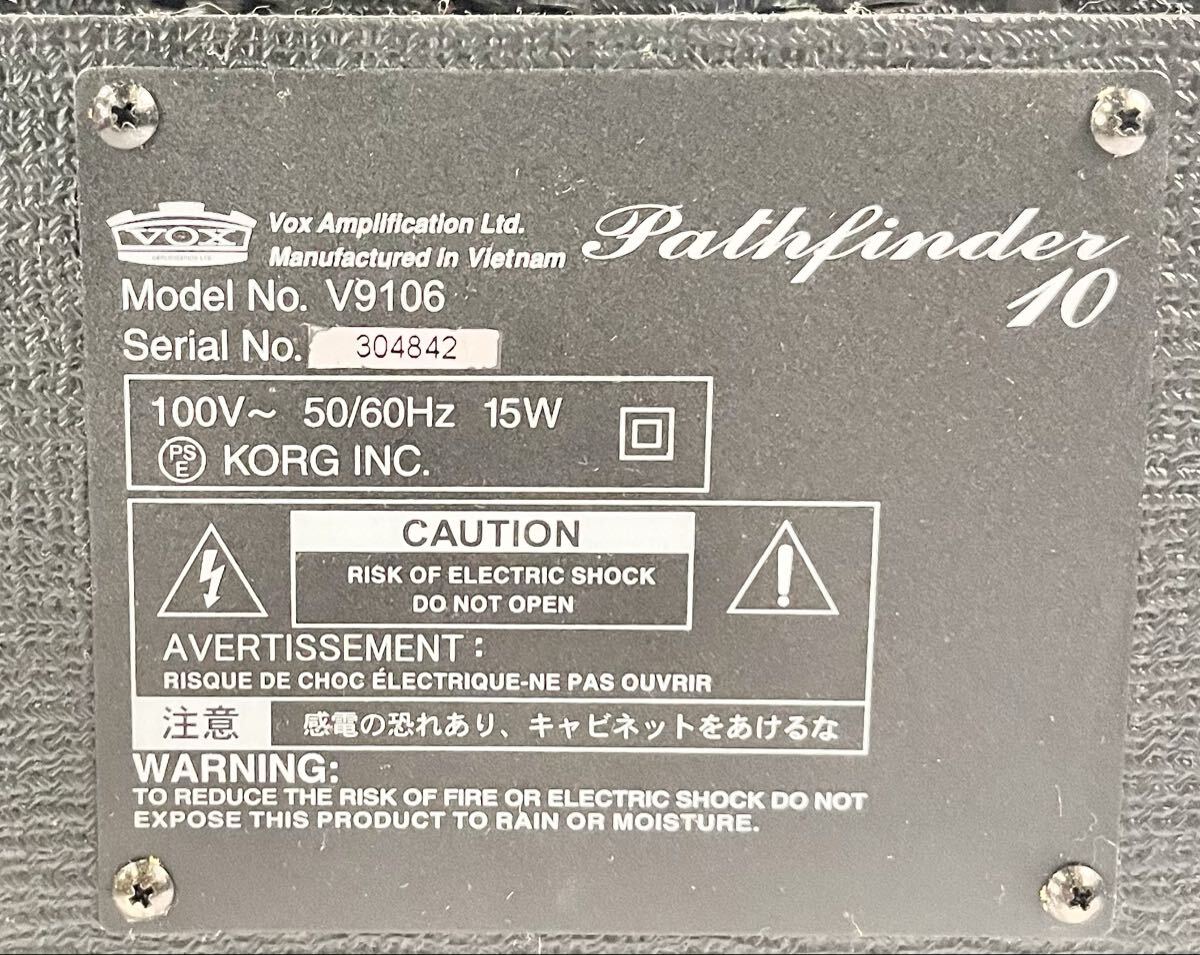 VOX
AMPLIFICATION LTD.
Vox Amplification Ltd.
Manufactured in Vietnam
Pathfinder
10
Model No. V9106
Serial No. 304842
100V~ 50/60Hz 15W
PSE KORG INC.
CAUTION
RISK OF ELECTRIC SHOCK
DO NOT OPEN
AVERTISSEMENT :
RISQUE DE CHOC ÉLECTRIQUE-NE PAS OUVRIR
注意 感電の恐れあり、キャビネットをあけるな
WARNING:
TO REDUCE THE RISK OF FIRE OR ELECTRIC SHOCK DO NOT
EXPOSE THIS PRODUCT TO RAIN OR MOISTURE.